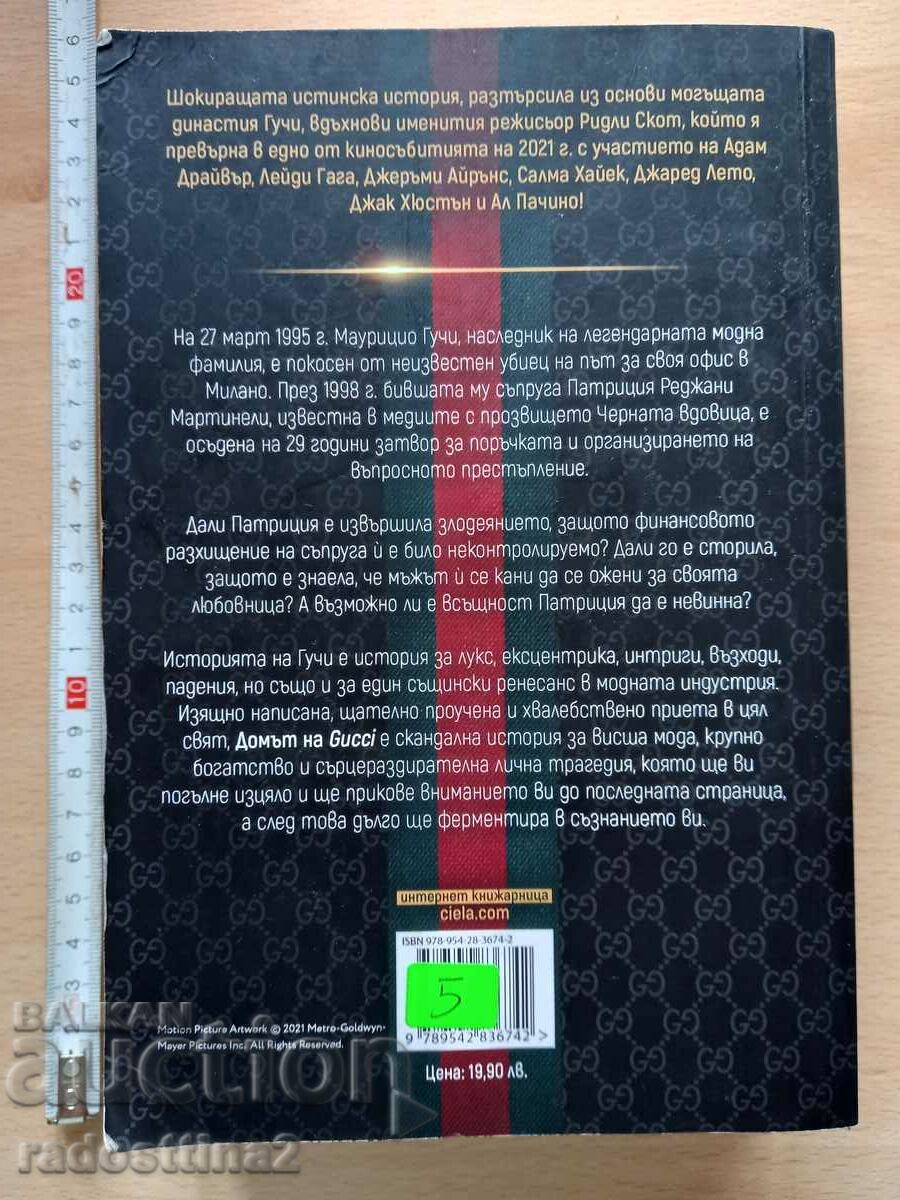 Шокиращата истинска история, разтърсила из основи могъщата
династия Гучи, вдъхнови именития режисьор Ридли Скот, който я
превърна в едно от киносъбитията на 2021 г. с участието на Адам
Драйвър, Лейди Гага, Джеръми Айрънс, Салма Хайек, Джаред Лето,
Джак Хюстън и Ал Пачино!
На 27 март 1995 г. Маурицио Гучи, наследник на легендарната модна
фамилия, е покосен от неизвестен убиец на път за своя офис в
Милано. През 1998 г. бившата му съпруга Патриция Реджани
Мартинели, известна в медиите с прозвището Черната вдовица, е
осъдена на 29 години затвор за поръчката и организирането на
въпросното престъпление.
Дали Патриция е извършила злодеянието, защото финансовото
разхищение на съпруга ѝ е било неконтролируемо? Дали го е сторила,
защото е знаела, че мъжът ѝ се кани да се ожени за своята
любовница? А възможно ли е всъщност Патриция да е невинна?
Историята на Гучи е история за лукс, ексцентрика, интриги, възходи,
падения, но също и за един същински ренесанс в модната индустрия.
Изящно написана, щателно проучена и хвалебствено приета в цял
свят, Домът на Gucci е скандална история за висша мода, крупно
богатство и сърцераздирателна лична трагедия, която ще ви
погълне изцяло и ще прикове вниманието ви до последната страница,
а след това дълго ще ферментира в съзнанието ви.
интернет книжарница
ciela.com
ISBN 978-954-28-3674-2
5
9 789542 836742 >
Motion Picture Artwork © 2021 Metro-Goldwyn-
Mayer Pictures Inc. All Rights Reserved.
Цена: 19,90 лв.
BALKAN
auction
radosttina2